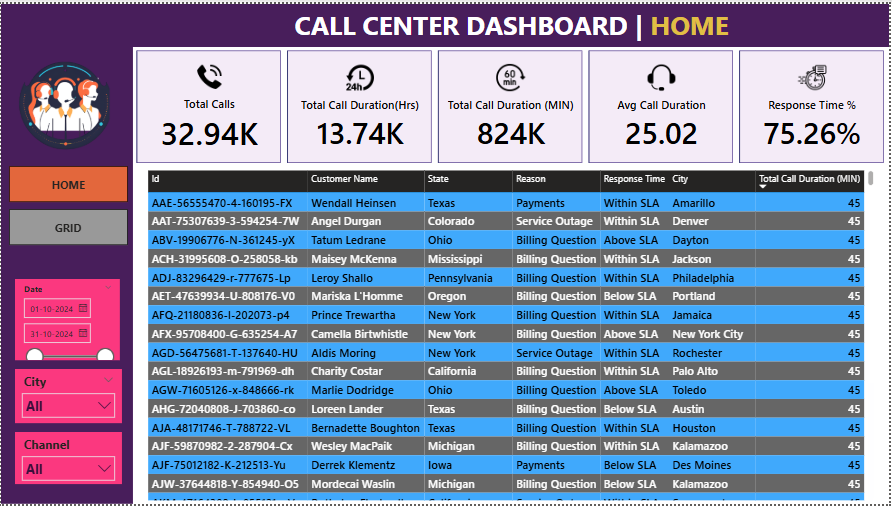 CALL CENTER DASHBOARD | HOME
24h
60 min
Total Calls
32.94K
Total Call Duration(Hrs)
13.74K
Total Call Duration (MIN)
824K
Avg Call Duration
25.02
Response Time %
75.26%
HOME
GRID
Date
01-10-2024
31-10-2024
City
All
Channel
All
Id Customer Name State Reason Response Time City Total Call Duration (MIN)
AAE-56555470-4-160195-FX Wendall Heinsen Texas Payments Within SLA Amarillo 45
AAT-75307639-3-594254-7W Angel Durgan Colorado Service Outage Within SLA Denver 45
ABV-19906776-N-361245-yX Tatum Ledrane Ohio Billing Question Above SLA Dayton 45
ACH-31995608-O-258058-kb Maisey McKenna Mississippi Billing Question Within SLA Jackson 45
ADJ-83296429-r-777675-Lp Leroy Shallo Pennsylvania Billing Question Within SLA Philadelphia 45
AET-47639934-U-808176-V0 Mariska L'Homme Oregon Billing Question Below SLA Portland 45
AFQ-21180836-I-202073-p4 Prince Trewartha New York Billing Question Within SLA Jamaica 45
AFX-95708400-G-635254-A7 Camella Birtwhistle New York Billing Question Above SLA New York City 45
AGD-56475681-T-137640-HU Aldis Moring New York Service Outage Within SLA Rochester 45
AGL-18926193-m-791969-dh Charity Costar California Billing Question Within SLA Palo Alto 45
AGW-71605126-x-848666-rk Marlie Dodridge Ohio Billing Question Above SLA Toledo 45
AHG-72040808-J-703860-co Loreen Lander Texas Billing Question Below SLA Austin 45
AJA-48171746-T-788722-VL Bernadette Boughton Texas Billing Question Within SLA Houston 45
AJF-59870982-2-287904-Cx Wesley MacPaik Michigan Billing Question Within SLA Kalamazoo 45
AJF-75012182-K-212513-Yu Derrek Klementz Iowa Payments Below SLA Des Moines 45
AJW-37644818-Y-854940-O5 Mordecai Waslin Michigan Billing Question Below SLA Kalamazoo 45